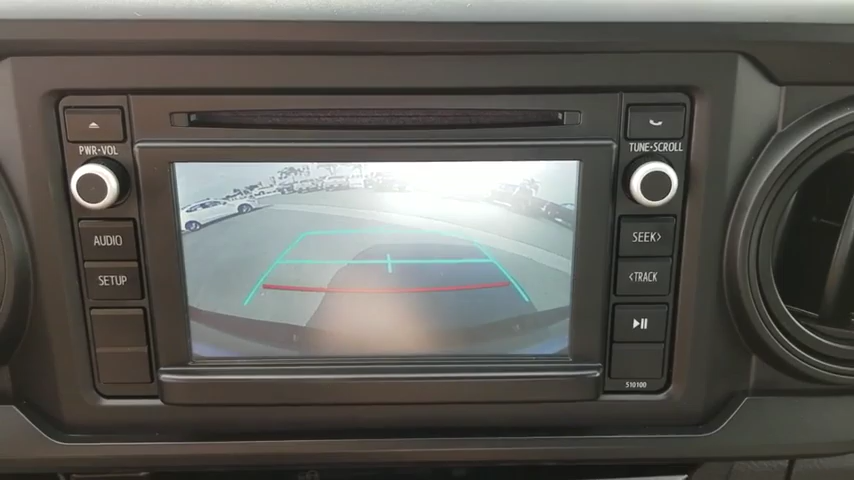 PWR•VOL
AUDIO
SETUP
TUNE•SCROLL
SEEK>
<TRACK
510100